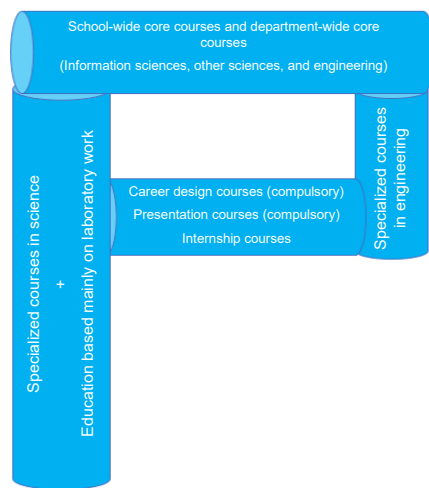 School-wide core courses and department-wide core
courses
(Information sciences, other sciences, and engineering)
Specialized courses in science
+
Education based mainly on laboratory work
Career design courses (compulsory)
Presentation courses (compulsory)
Internship courses
Specialized courses
in engineering